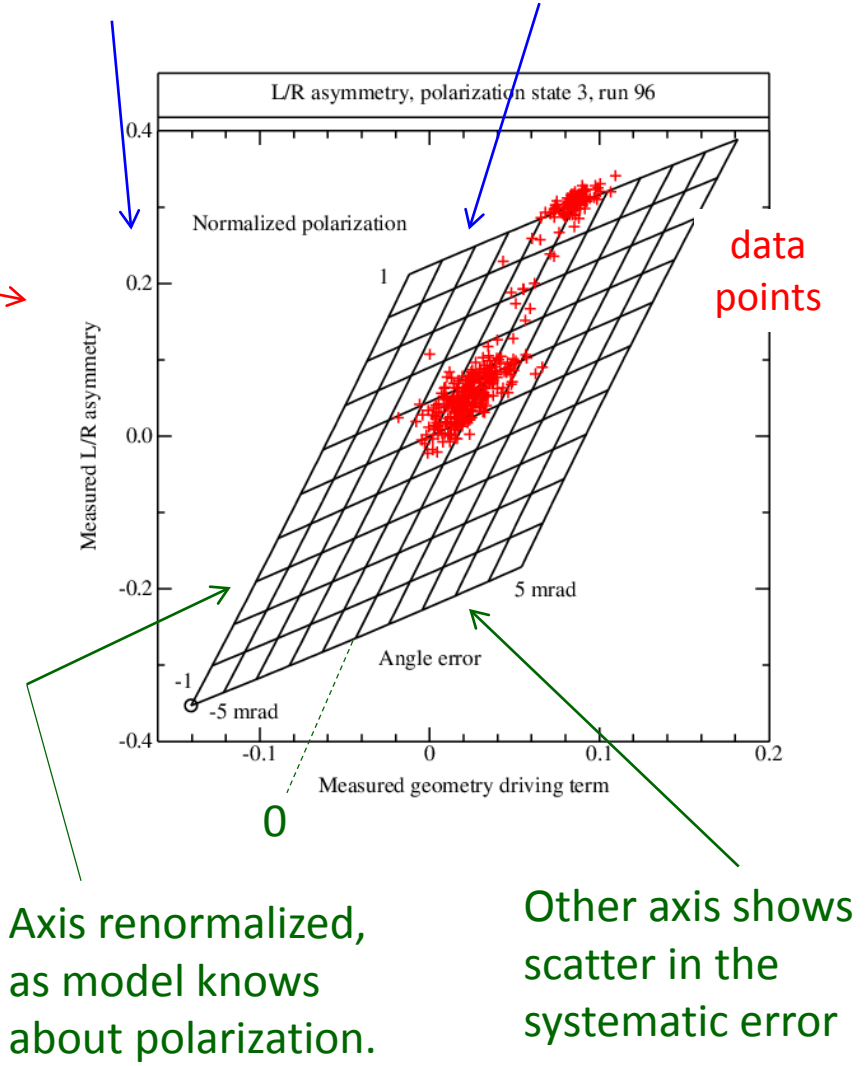 L/R asymmetry, polarization state 3, run 96
0.4
Normalized polarization
data
points
1
0.2
Measured L/R asymmetry
0.0
-0.2
5 mrad
Angle error
-1
-5 mrad
-0.4
-0.1
0
0.1
0.2
Measured geometry driving term
0
Axis renormalized,
as model knows
about polarization.
Other axis shows
scatter in the
systematic error